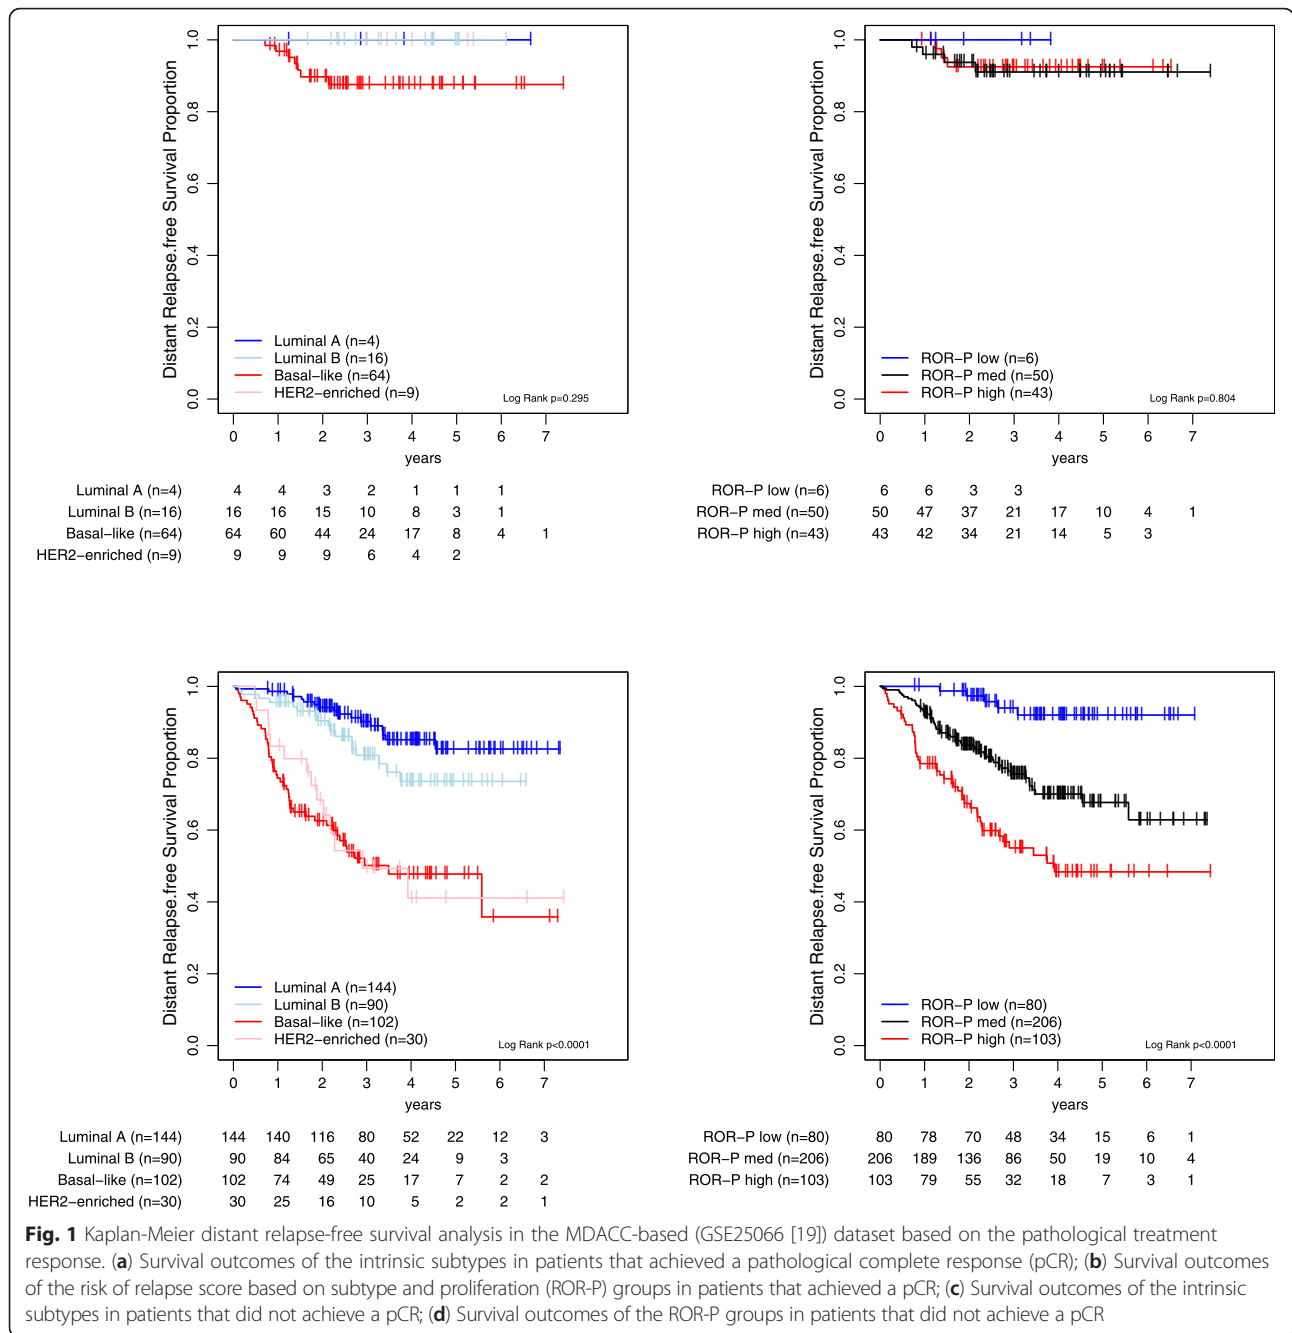 Distant Relapse.free Survival Proportion
1.0
0.8
0.6
0.4
0.2
0.0
Luminal A (n=4)
Luminal B (n=16)
Basal−like (n=64)
HER2−enriched (n=9)
Log Rank p=0.295
0 1 2 3 4 5 6 7
years
Luminal A (n=4) 4 4 3 2 1 1 1
Luminal B (n=16) 16 16 15 10 8 3 1
Basal−like (n=64) 64 60 44 24 17 8 4 1
HER2−enriched (n=9) 9 9 9 6 4 2
Distant Relapse.free Survival Proportion
1.0
0.8
0.6
0.4
0.2
0.0
ROR−P low (n=6)
ROR−P med (n=50)
ROR−P high (n=43)
Log Rank p=0.804
0 1 2 3 4 5 6 7
years
ROR−P low (n=6) 6 6 3 3
ROR−P med (n=50) 50 47 37 21 17 10 4 1
ROR−P high (n=43) 43 42 34 21 14 5 3
Distant Relapse.free Survival Proportion
1.0
0.8
0.6
0.4
0.2
0.0
Luminal A (n=144)
Luminal B (n=90)
Basal−like (n=102)
HER2−enriched (n=30)
Log Rank p<0.0001
0 1 2 3 4 5 6 7
years
Luminal A (n=144) 144 140 116 80 52 22 12 3
Luminal B (n=90) 90 84 65 40 24 9 3
Basal−like (n=102) 102 74 49 25 17 7 2 2
HER2−enriched (n=30) 30 25 16 10 5 2 2 1
Distant Relapse.free Survival Proportion
1.0
0.8
0.6
0.4
0.2
0.0
ROR−P low (n=80)
ROR−P med (n=206)
ROR−P high (n=103)
Log Rank p<0.0001
0 1 2 3 4 5 6 7
years
ROR−P low (n=80) 80 78 70 48 34 15 6 1
ROR−P med (n=206) 206 189 136 86 50 19 10 4
ROR−P high (n=103) 103 79 55 32 18 7 3 1
Fig. 1 Kaplan-Meier distant relapse-free survival analysis in the MDACC-based (GSE25066 [19]) dataset based on the pathological treatment
response. (a) Survival outcomes of the intrinsic subtypes in patients that achieved a pathological complete response (pCR); (b) Survival outcomes
of the risk of relapse score based on subtype and proliferation (ROR-P) groups in patients that achieved a pCR; (c) Survival outcomes of the intrinsic
subtypes in patients that did not achieve a pCR; (d) Survival outcomes of the ROR-P groups in patients that did not achieve a pCR